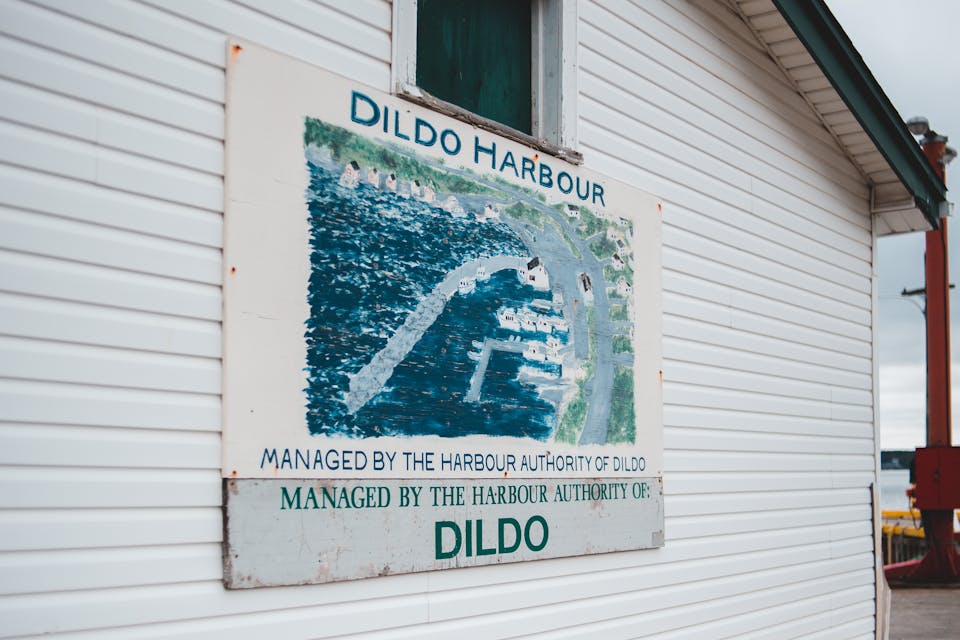 DILDO HARBOUR
MANAGED BY THE HARBOUR AUTHORITY OF DILDO
MANAGED BY THE HARBOUR AUTHORITY OF:
DILDO